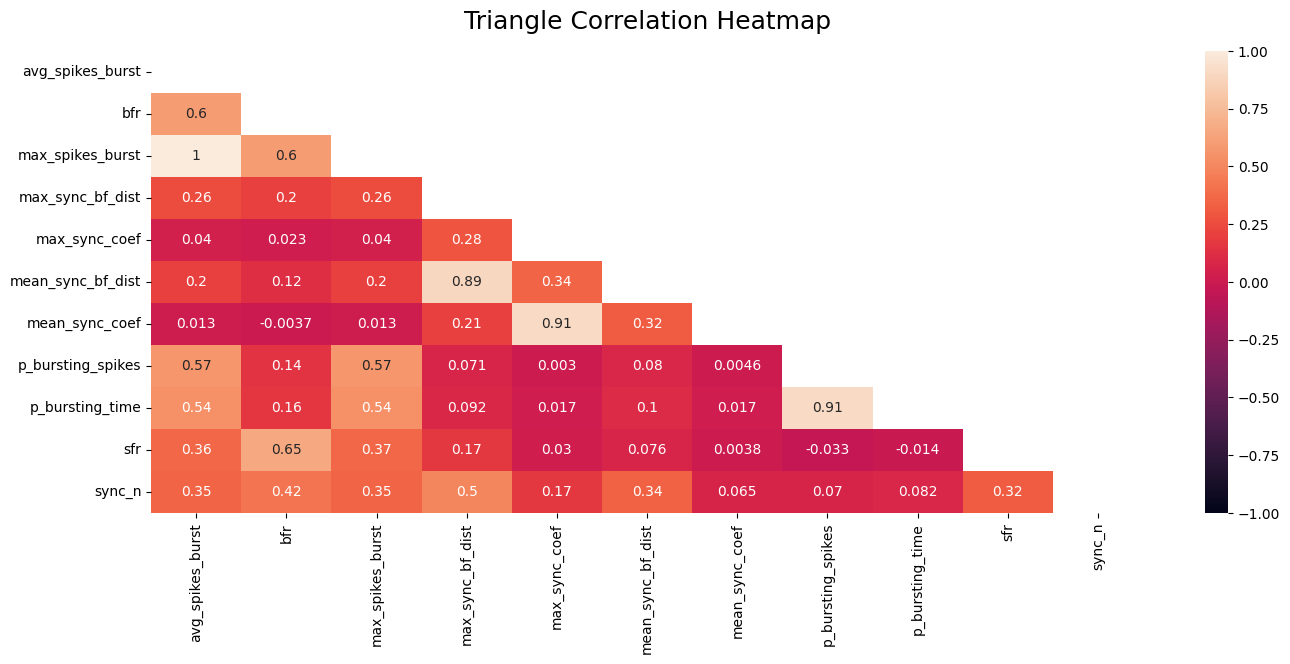 Triangle Correlation Heatmap
avg_spikes_burst
bfr 0.6
max_spikes_burst 1 0.6
max_sync_bf_dist 0.26 0.2 0.26
max_sync_coef 0.04 0.023 0.04 0.28
mean_sync_bf_dist 0.2 0.12 0.2 0.89 0.34
mean_sync_coef 0.013 -0.0037 0.013 0.21 0.91 0.32
p_bursting_spikes 0.57 0.14 0.57 0.071 0.003 0.08 0.0046
p_bursting_time 0.54 0.16 0.54 0.092 0.017 0.1 0.017 0.91
sfr 0.36 0.65 0.37 0.17 0.03 0.076 0.0038 -0.033 -0.014
sync_n 0.35 0.42 0.35 0.5 0.17 0.34 0.065 0.07 0.082 0.32
avg_spikes_burst
bfr
max_spikes_burst
max_sync_bf_dist
max_sync_coef
mean_sync_bf_dist
mean_sync_coef
p_bursting_spikes
p_bursting_time
sfr
sync_n
1.00
0.75
0.50
0.25
0.00
−0.25
−0.50
−0.75
−1.00